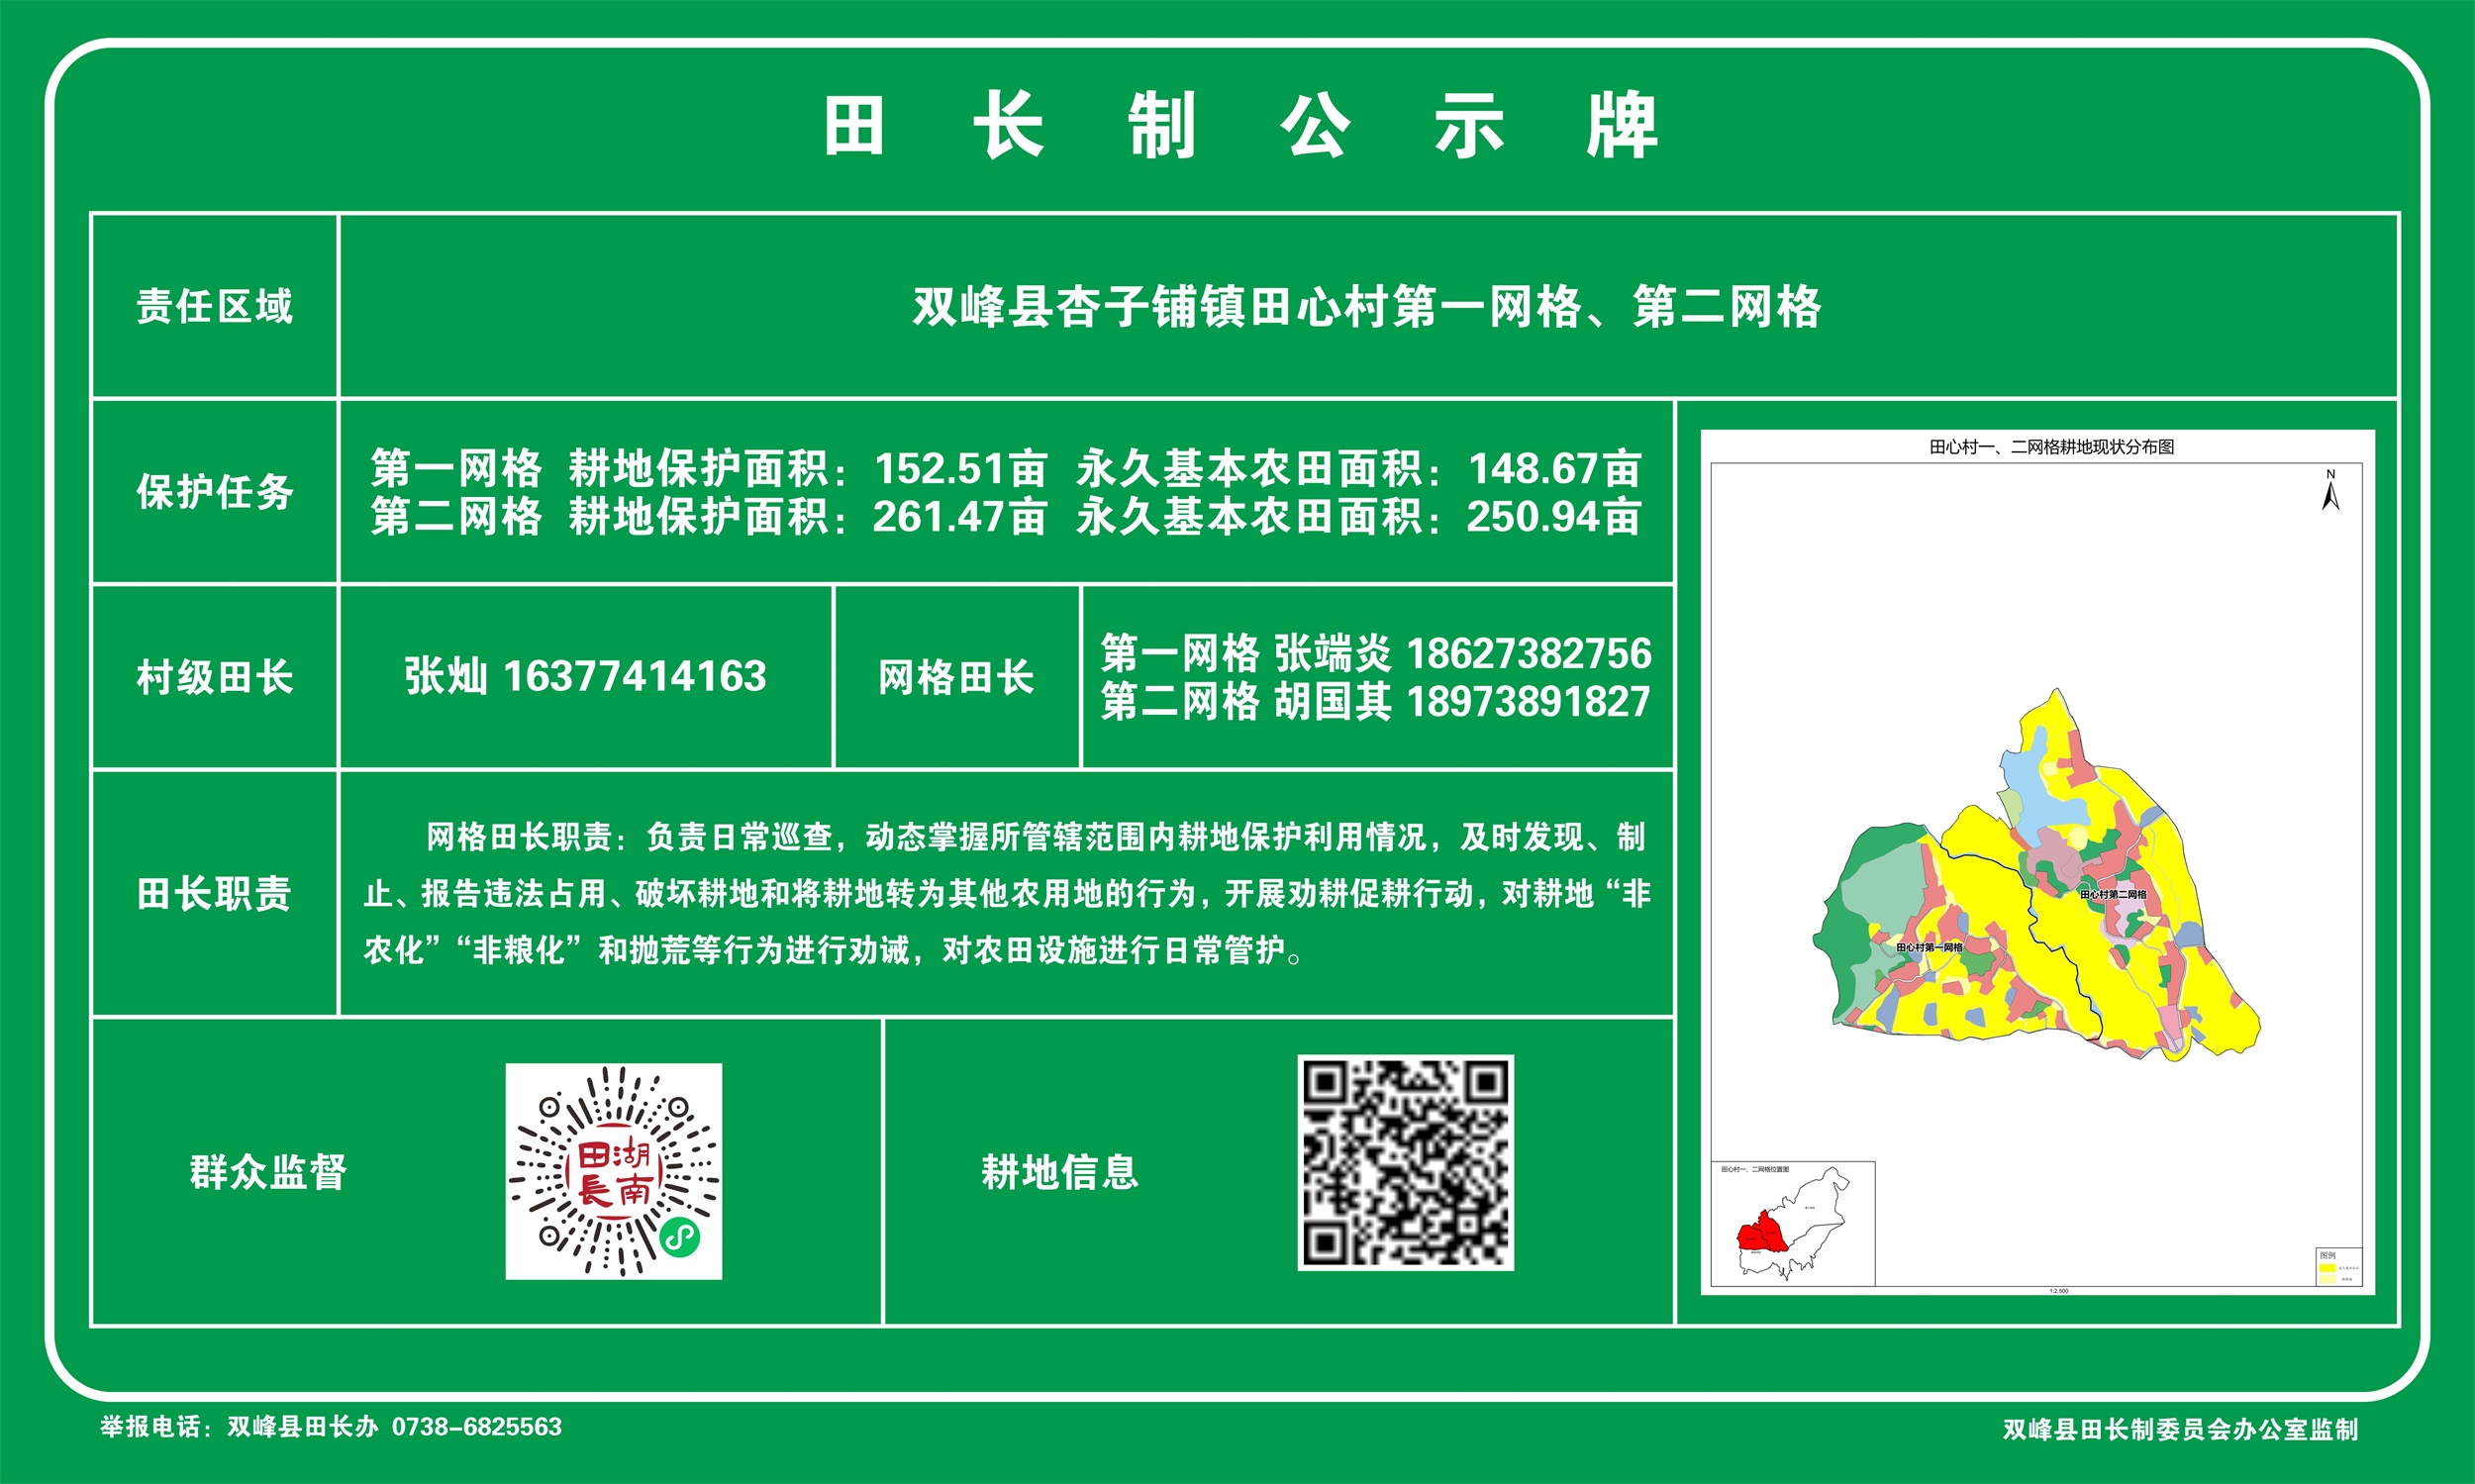 田长制公示牌
责任区域
双峰县杏子铺镇田心村第一网格、第二网格
保护任务
第一网格 耕地保护面积：152.51亩 永久基本农田面积：148.67亩
第二网格 耕地保护面积：261.47亩 永久基本农田面积：250.94亩
村级田长
张灿 16377414163
网格田长
第一网格 张端炎 18627382756
第二网格 胡国其 18973891827
田长职责
网格田长职责：负责日常巡查，动态掌握所管辖范围内耕地保护利用情况，及时发现、制
止、报告违法占用、破坏耕地和将耕地转为其他农用地的行为，开展劝耕促耕行动，对耕地“非
农化”“非粮化”和抛荒等行为进行劝诫，对农田设施进行日常管护。
群众监督
湖南
田長
耕地信息
田心村一、二网格耕地现状分布图
N
田心村第二网格
田心村第一网格
田心村一、二网格位置图
图例
1:2,500
举报电话：双峰县田长办 0738-6825563
双峰县田长制委员会办公室监制